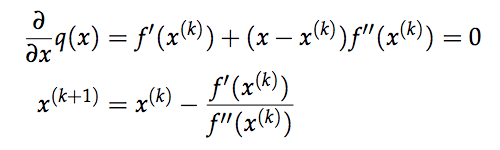 ∂/∂x q(x) = f′(x^(k)) + (x − x^(k))f″(x^(k)) = 0
x^(k+1) = x^(k) − f′(x^(k))/f″(x^(k))